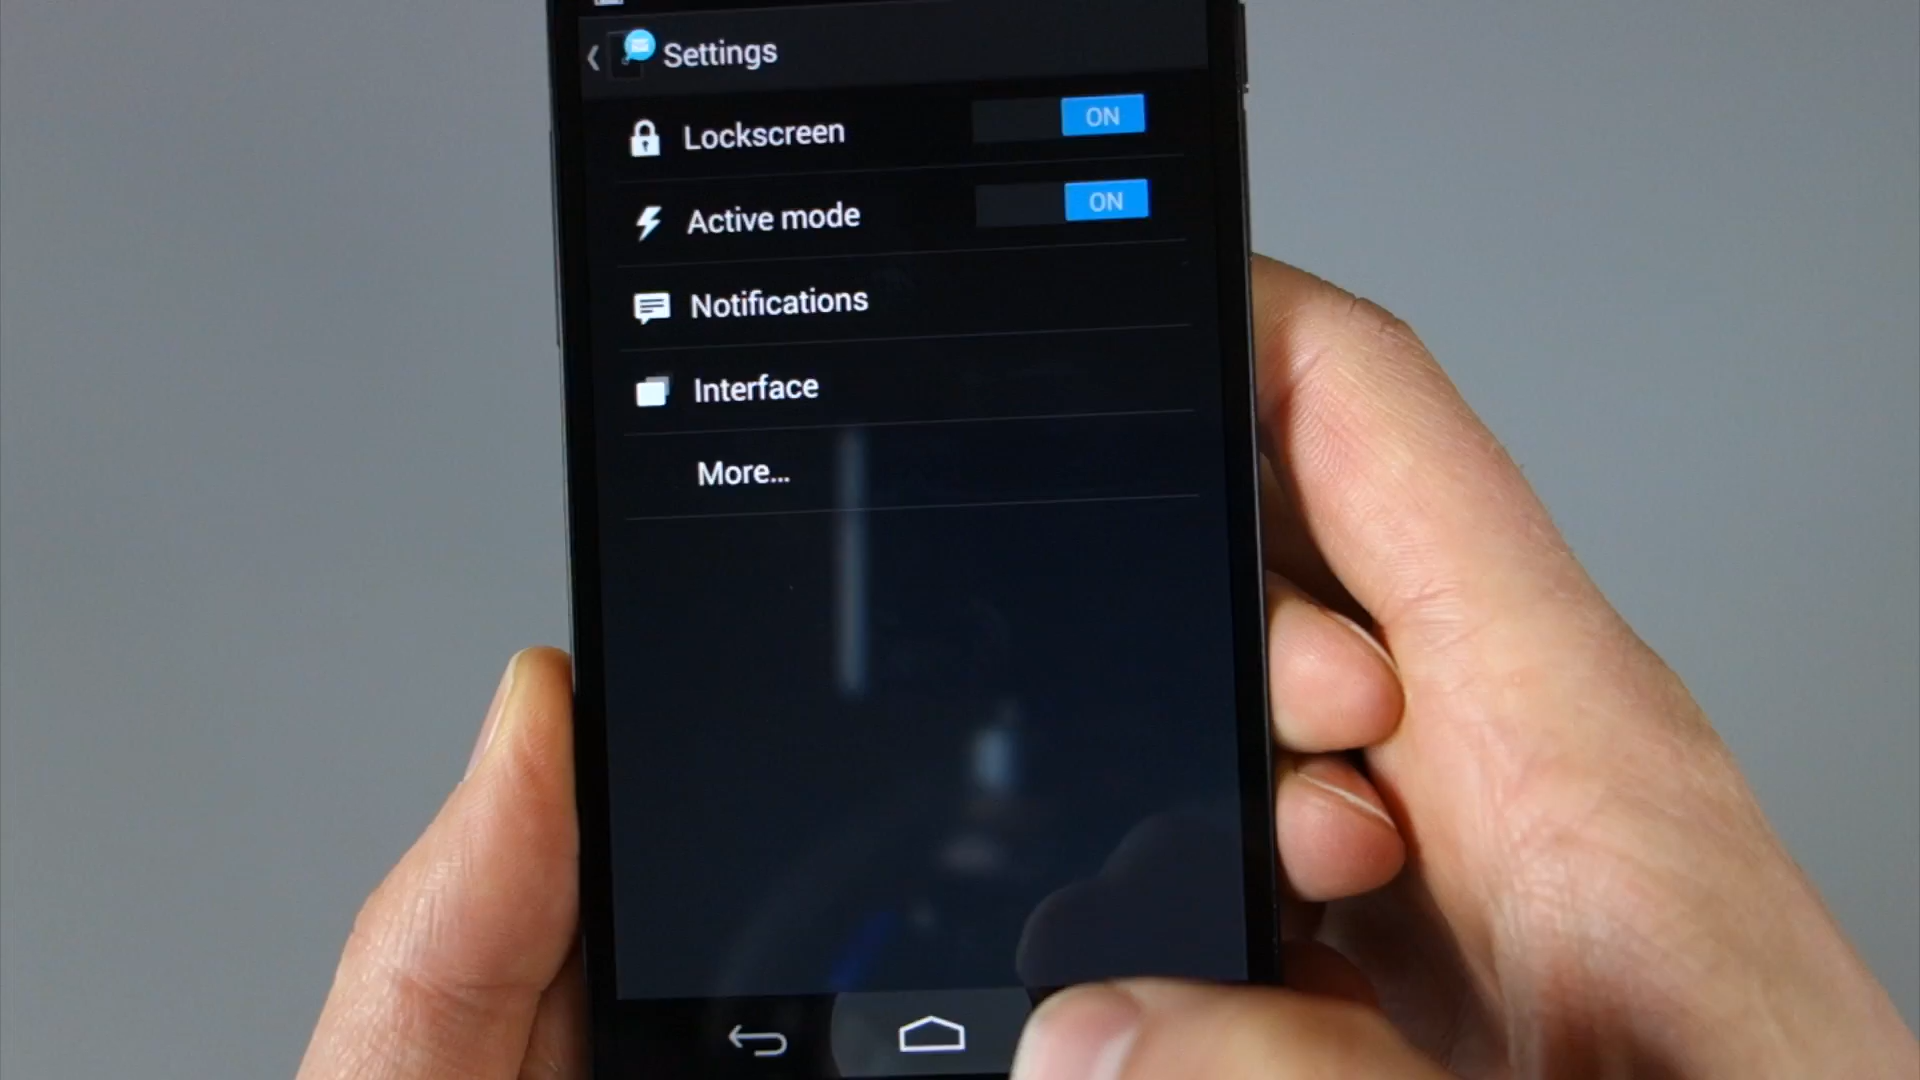 Settings
Lockscreen ON
Active mode ON
Notifications
Interface
More...